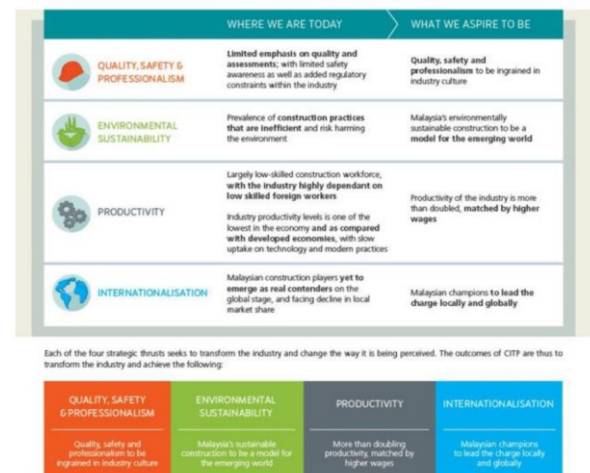 WHERE WE ARE TODAY
WHAT WE ASPIRE TO BE
QUALITY, SAFETY &
PROFESSIONALISM
Limited emphasis on quality and
assessments; with limited safety
awareness as well as added regulatory
constraints within the industry
Quality, safety and
professionalism to be ingrained in
industry culture
ENVIRONMENTAL
SUSTAINABILITY
Prevalence of construction practices
that are inefficient and risk harming
the environment
Malaysia's environmentally
sustainable construction to be a
model for the emerging world
PRODUCTIVITY
Largely low-skilled construction workforce,
with the industry highly dependant on
low skilled foreign workers
Industry productivity levels is one of the
lowest in the economy and as compared
with developed economies, with slow
uptake on technology and modern practices
Productivity of the industry is more
than doubled, matched by higher
wages
INTERNATIONALISATION
Malaysian construction players yet to
emerge as real contenders on the
global stage, and facing decline in local
market share
Malaysian champions to lead the
charge locally and globally
Each of the four strategic thrusts seeks to transform the industry and change the way it is being perceived. The outcomes of CITP are thus to
transform the industry and achieve the following:
QUALITY, SAFETY
& PROFESSIONALISM
Quality, safety and
professionalism to be
ingrained in industry culture
ENVIRONMENTAL
SUSTAINABILITY
Malaysia's sustainable
construction to be a model for
the emerging world
PRODUCTIVITY
More than doubling
productivity, matched by
higher wages
INTERNATIONALISATION
Malaysian champions
to lead the charge locally
and globally